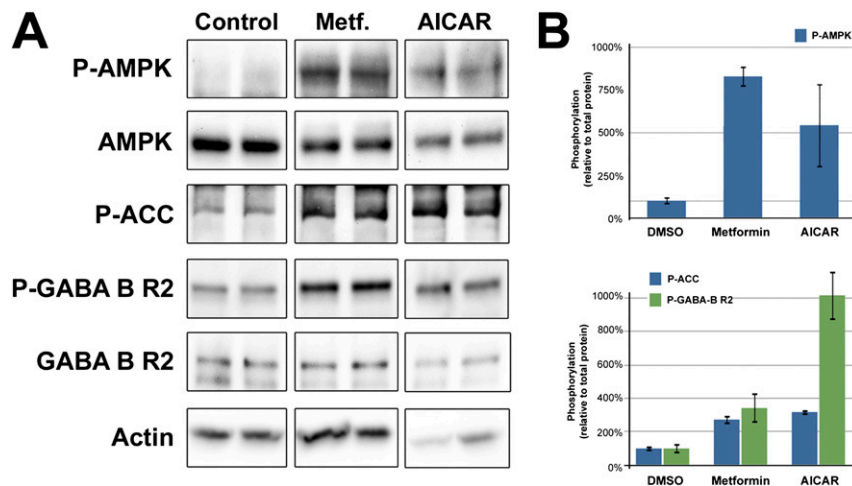 A
Control Metf. AICAR
P-AMPK
AMPK
P-ACC
P-GABA B R2
GABA B R2
Actin
B
P-AMPK
Phosphorylation
(relative to total protein)
1000%
750%
500%
250%
0%
DMSO Metformin AICAR
P-ACC
P-GABA-B R2
Phosphorylation
(relative to total protein)
1000%
800%
600%
400%
200%
0%
DMSO Metformin AICAR